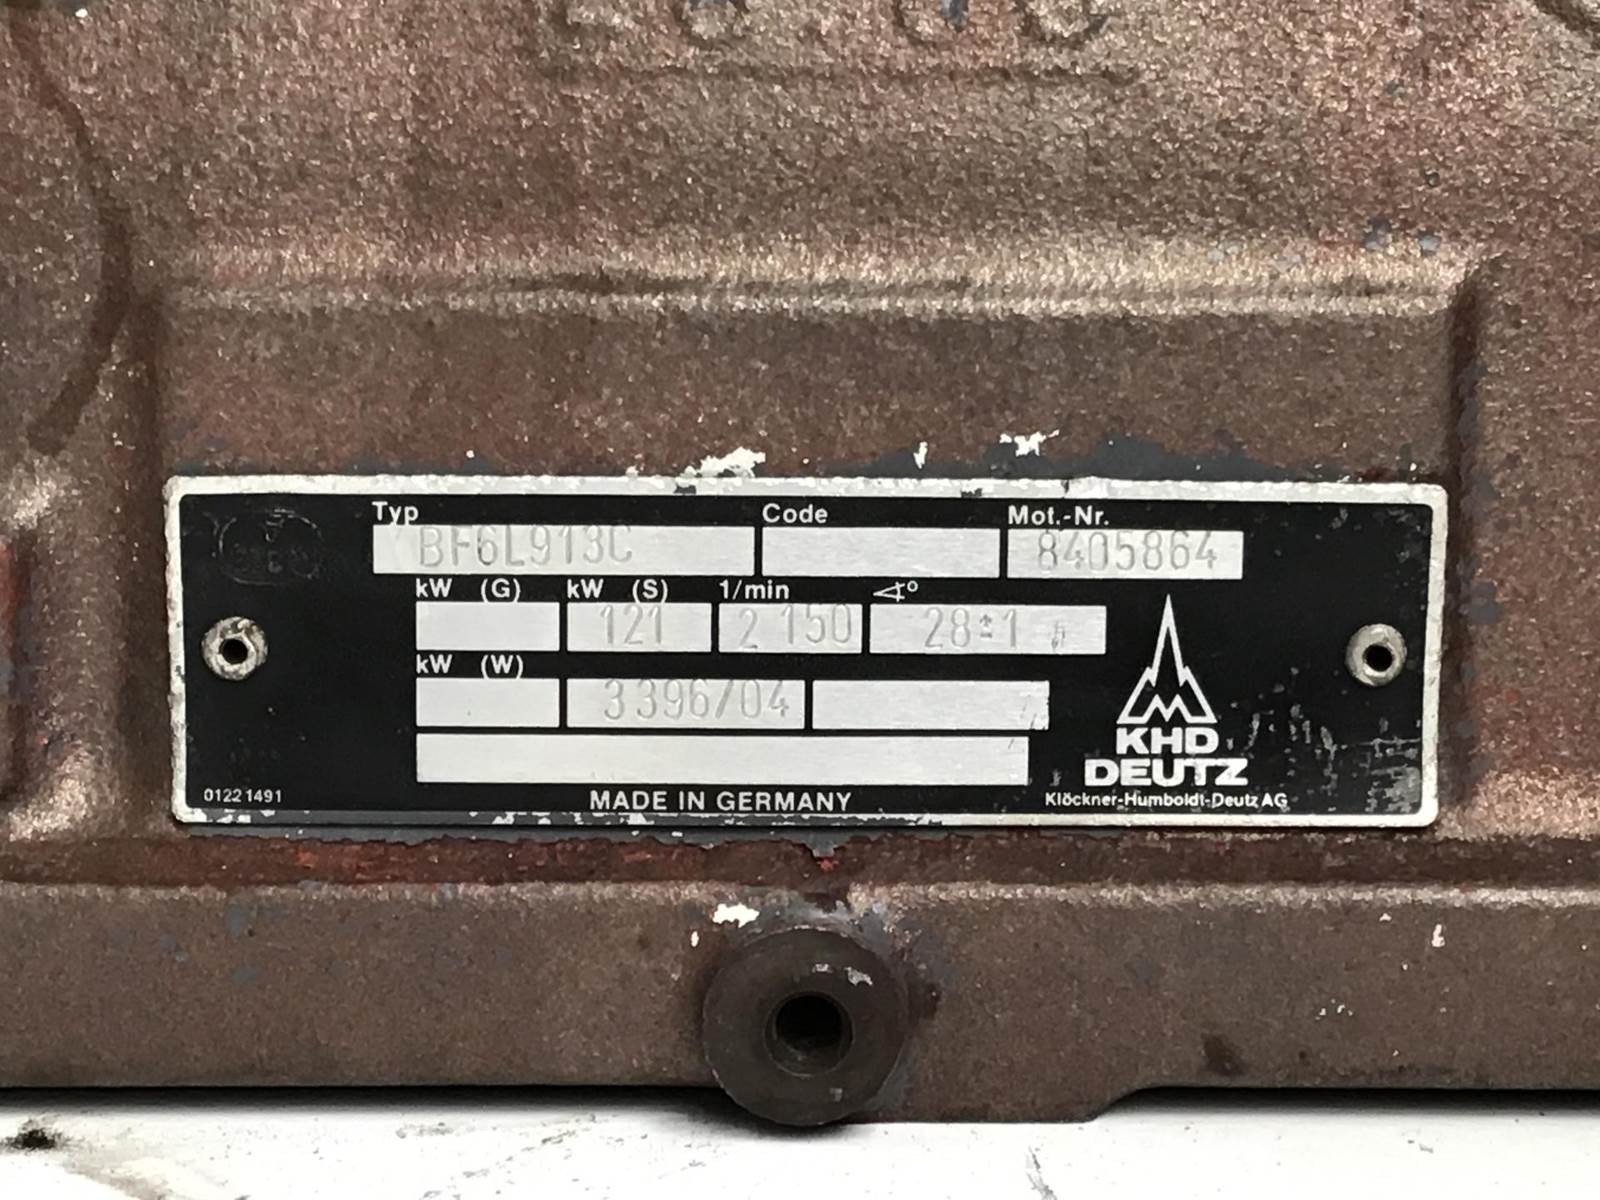 Typ Code Mot.-Nr.
BF6L913C 8405864
kW (G) kW (S) 1/min ∢°
121 2 150 28±1
kW (W)
3396/04
KHD
DEUTZ
01221491 MADE IN GERMANY Klöckner-Humboldt-Deutz AG